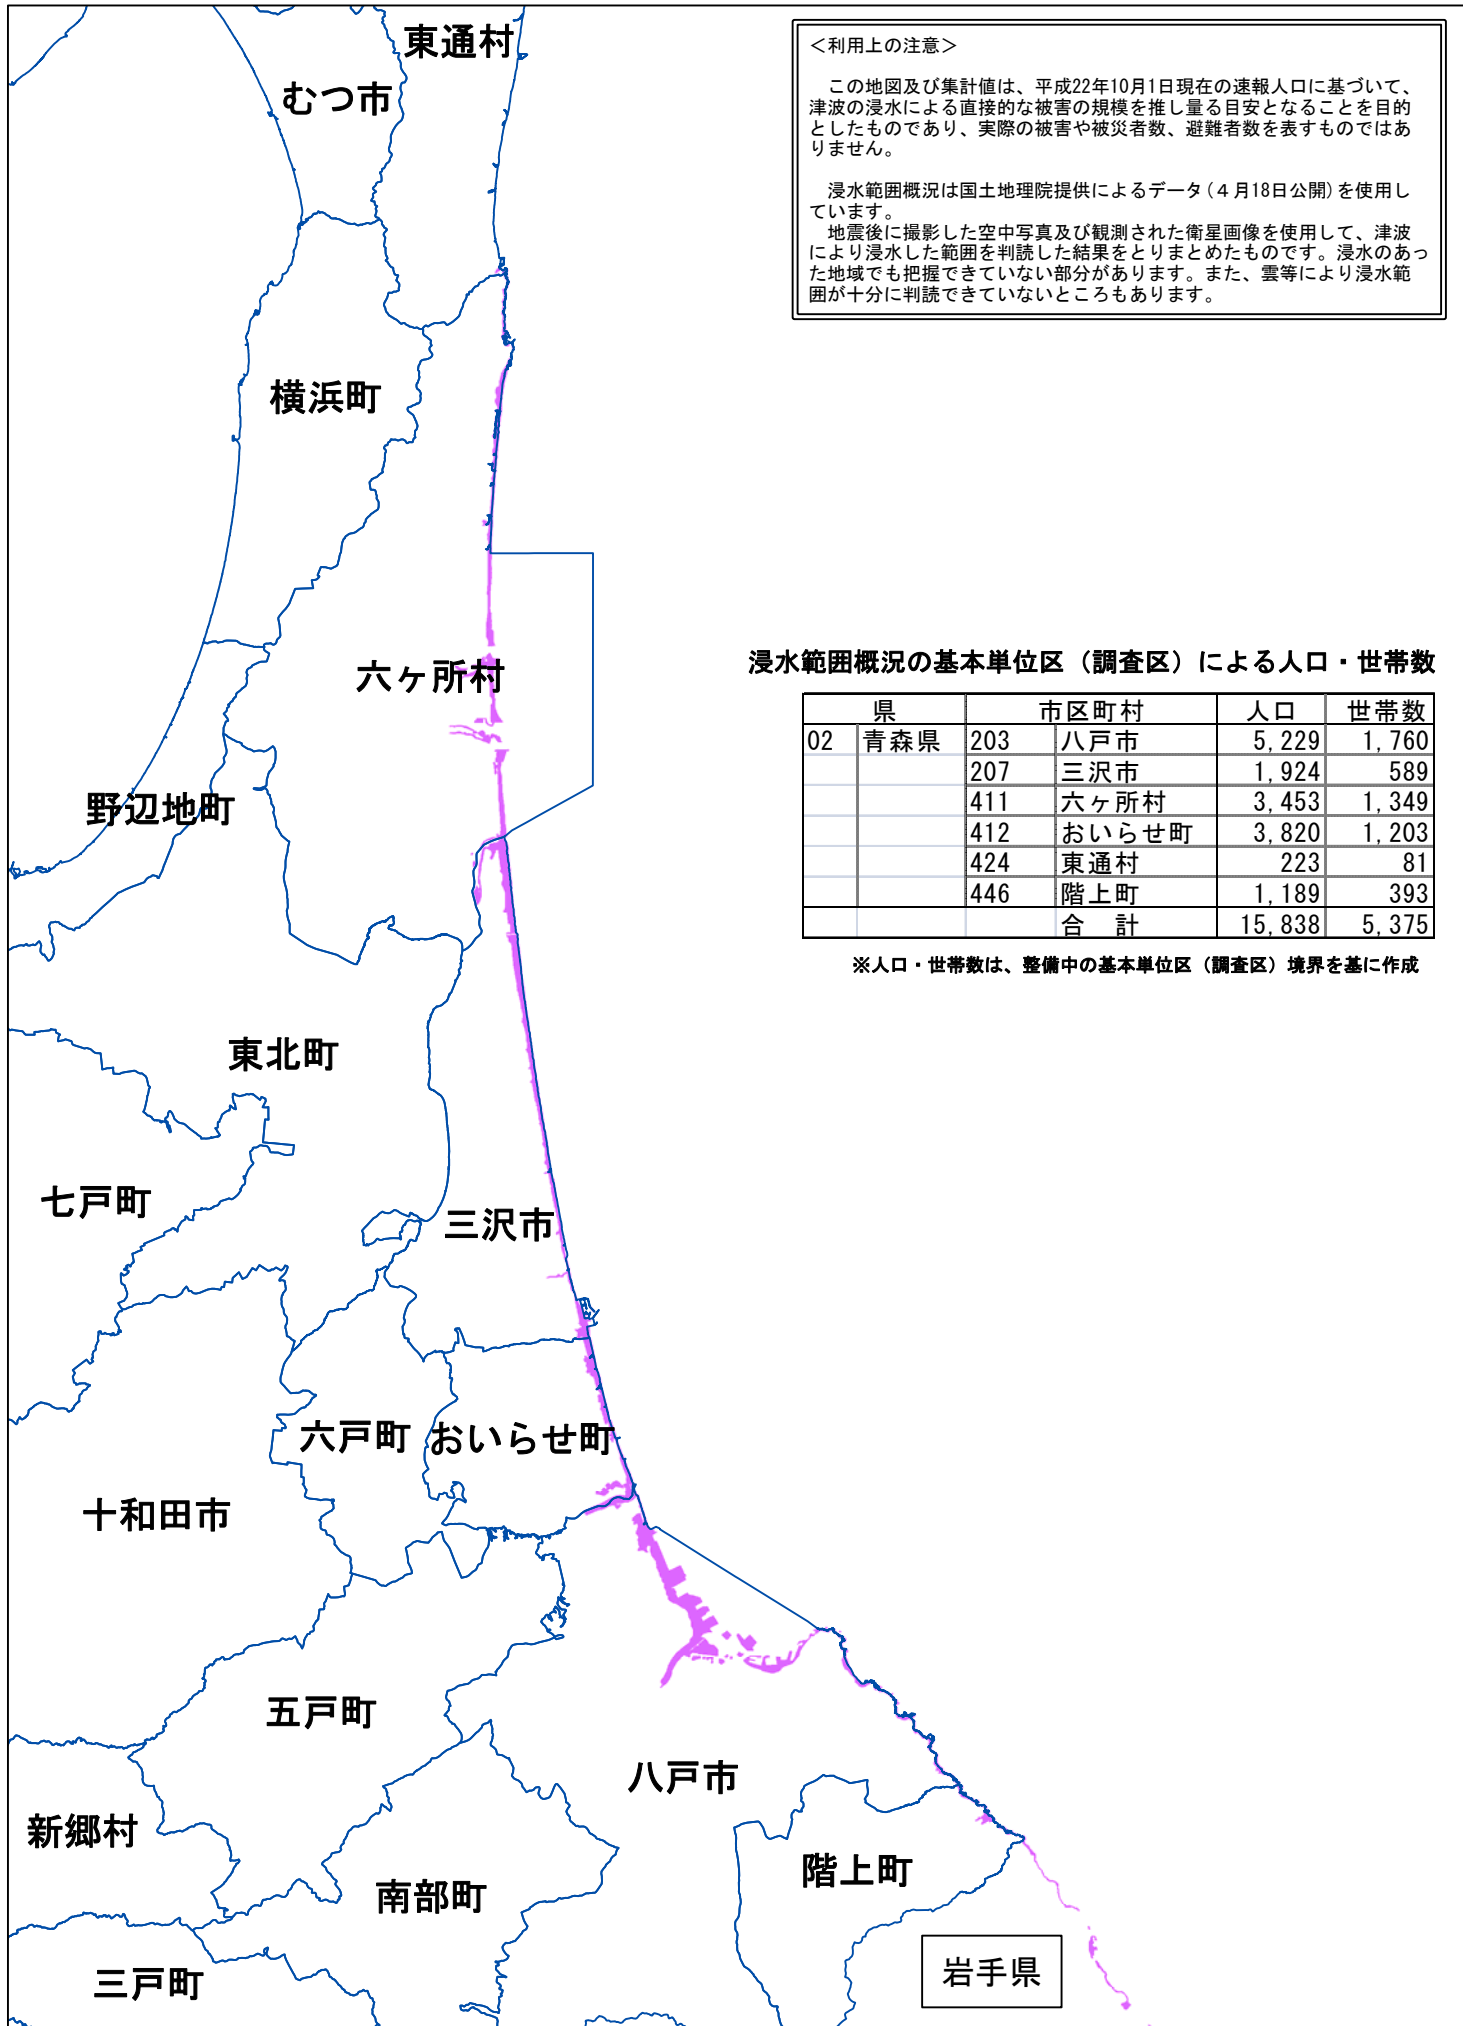 東通村
むつ市
＜利用上の注意＞
この地図及び集計値は、平成22年10月1日現在の速報人口に基づいて、
津波の浸水による直接的な被害の規模を推し量る目安となることを目的
としたものであり、実際の被害や被災者数、避難者数を表すものではあ
りません。
浸水範囲概況は国土地理院提供によるデータ(４月18日公開)を使用し
ています。
地震後に撮影した空中写真及び観測された衛星画像を使用して、津波
により浸水した範囲を判読した結果をとりまとめたものです。浸水のあっ
た地域でも把握できていない部分があります。また、雲等により浸水範
囲が十分に判読できていないところもあります。
横浜町
六ヶ所村
野辺地町
浸水範囲概況の基本単位区（調査区）による人口・世帯数
県 市区町村 人口 世帯数
02 青森県 203 八戸市 5,229 1,760
207 三沢市 1,924 589
411 六ヶ所村 3,453 1,349
412 おいらせ町 3,820 1,203
424 東通村 223 81
446 階上町 1,189 393
合　計 15,838 5,375
※人口・世帯数は、整備中の基本単位区（調査区）境界を基に作成
東北町
七戸町
三沢市
六戸町
おいらせ町
十和田市
五戸町
八戸市
新郷村
階上町
南部町
三戸町
岩手県